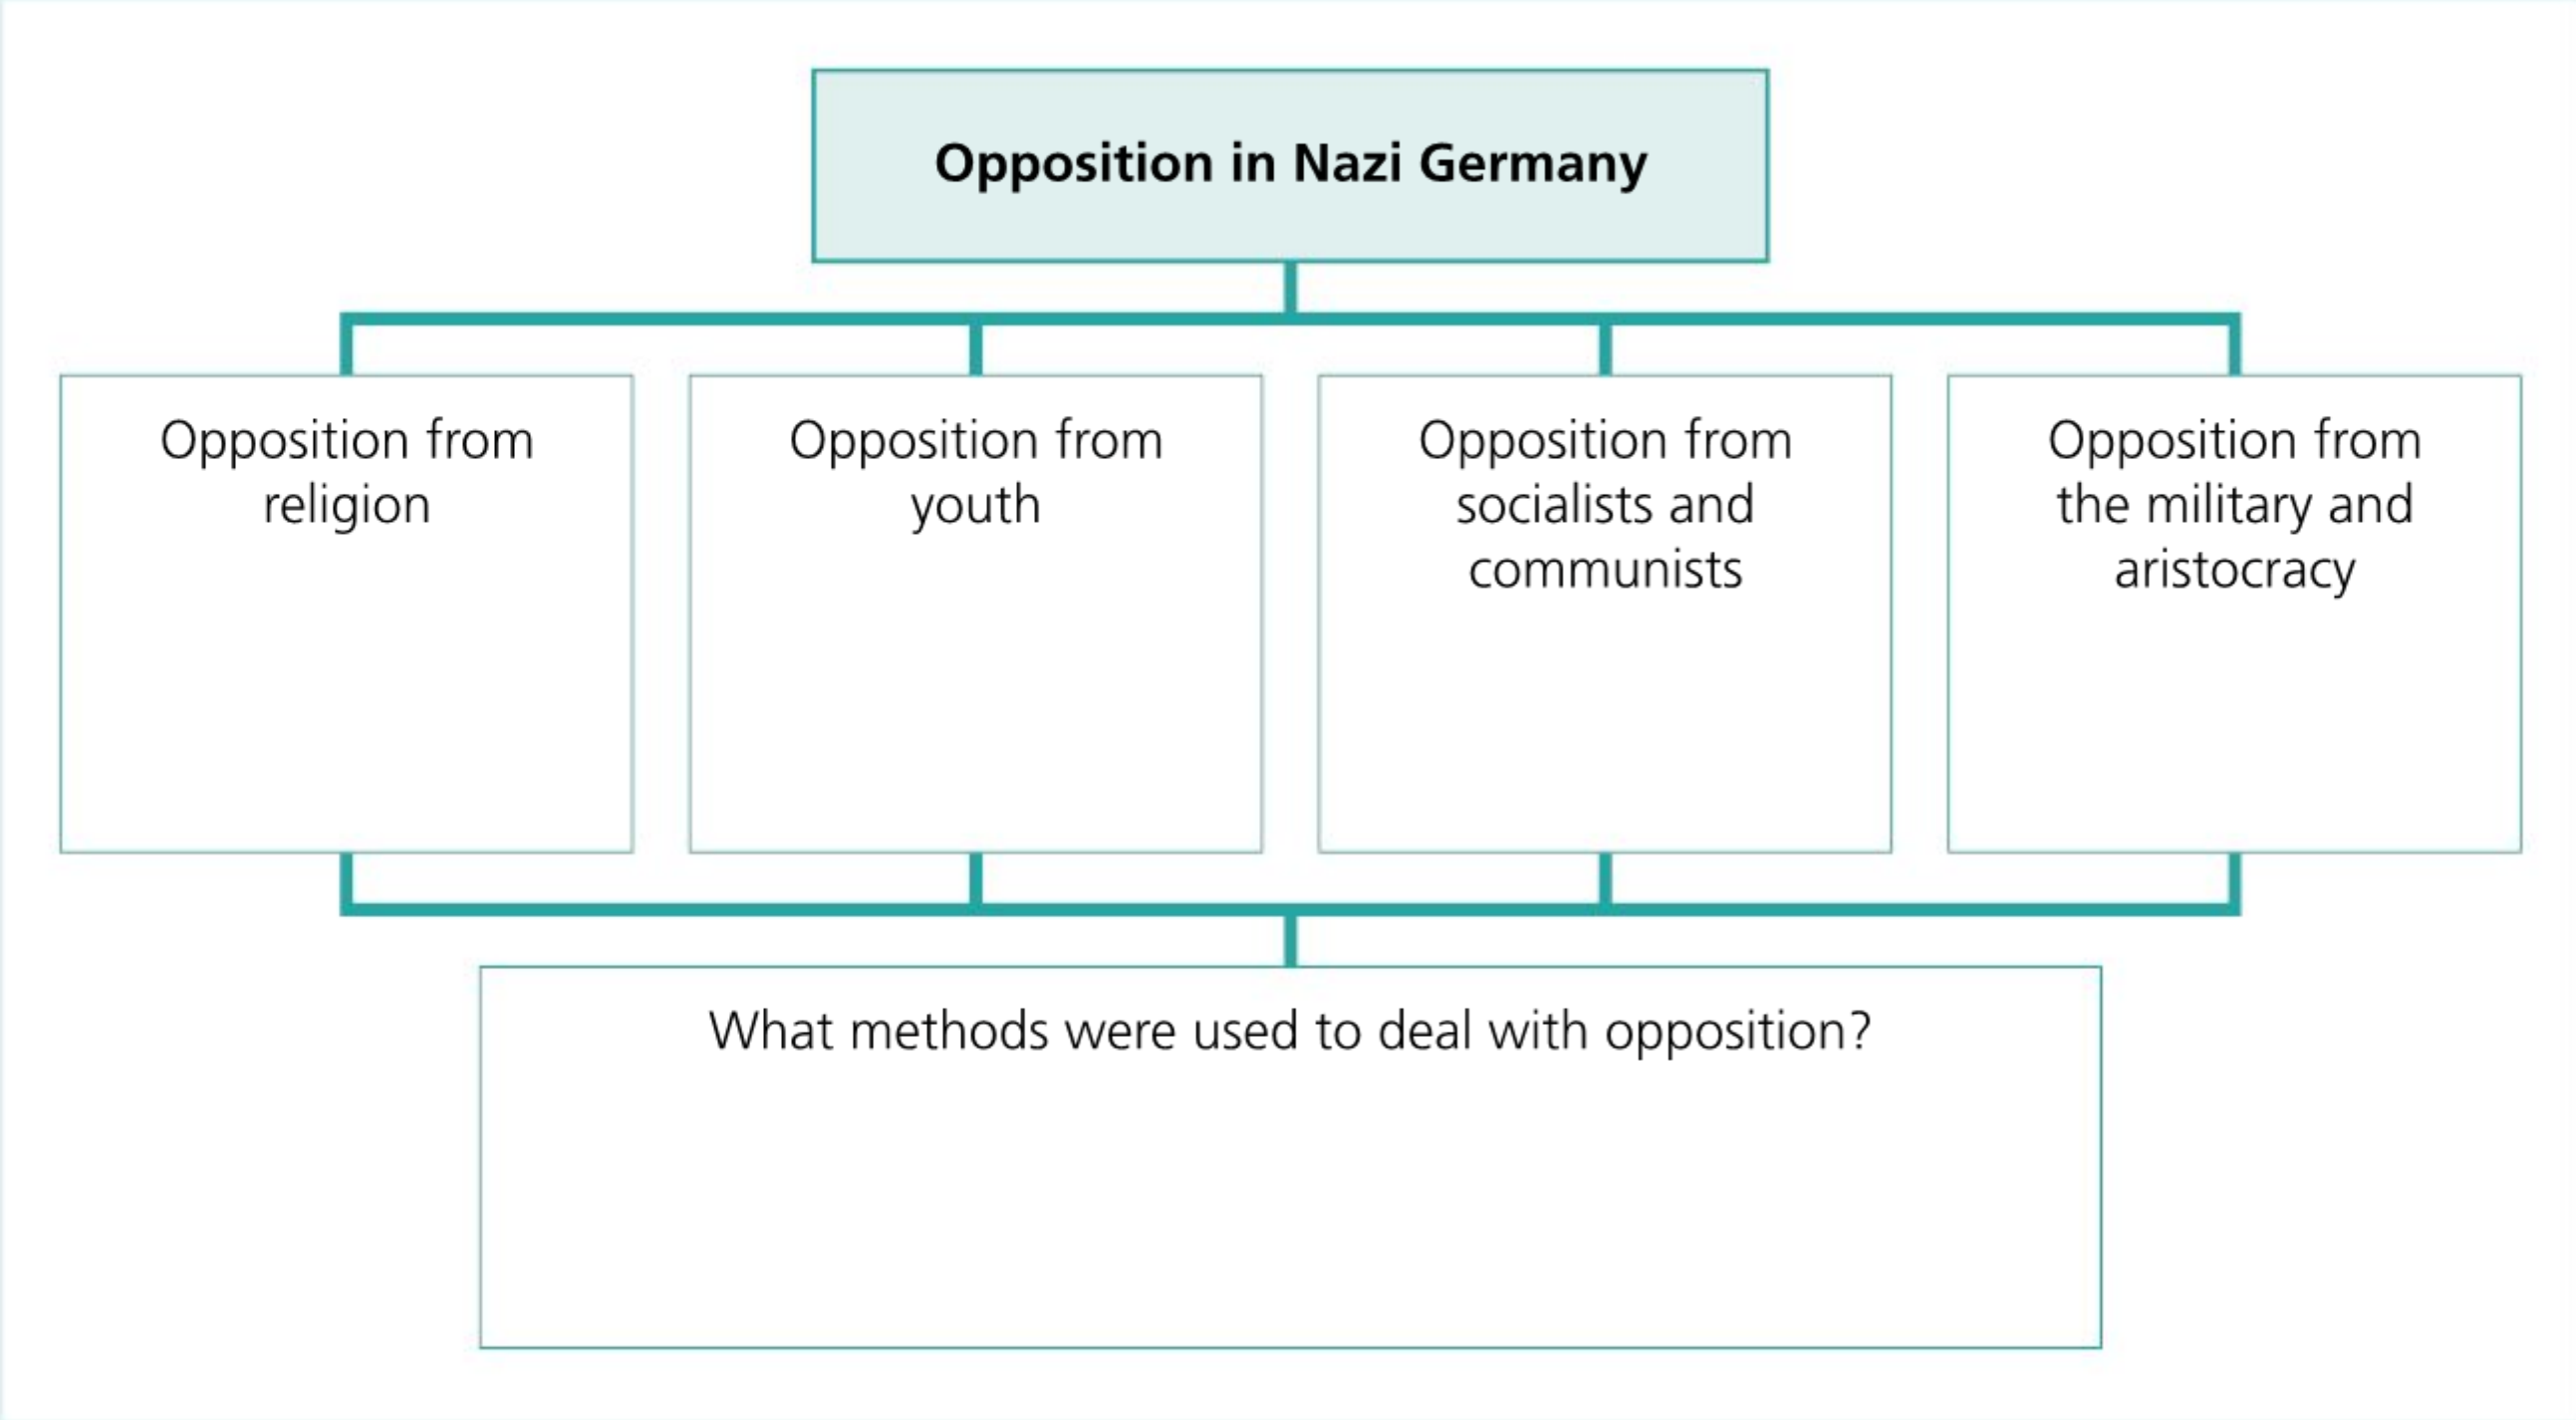 Opposition in Nazi Germany
Opposition from
religion
Opposition from
youth
Opposition from
socialists and
communists
Opposition from
the military and
aristocracy
What methods were used to deal with opposition?